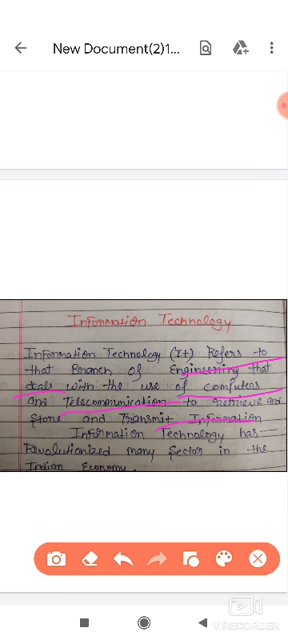 New Document(2)1...
Information Technology
Information Technology (It) Refers to
that Branch of Engineering that
deals with the use of computers
and Telecommunication to retrieve and
store and Transmit Information
Information Technology has
Revolutionized many Sector in the
Indian Economy.
V RECORDER